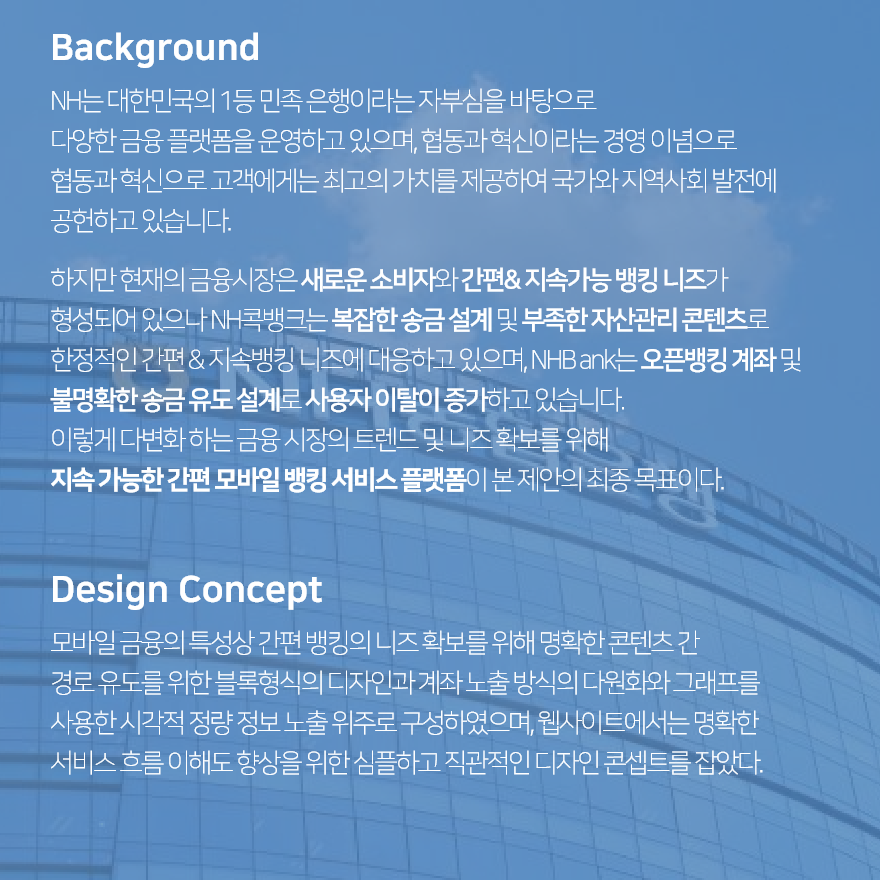 Background
NH는 대한민국의 1등 민족 은행이라는 자부심을 바탕으로
다양한 금융 플랫폼을 운영하고 있으며, 협동과 혁신이라는 경영 이념으로
협동과 혁신으로 고객에게는 최고의 가치를 제공하여 국가와 지역사회 발전에
공헌하고 있습니다.
하지만 현재의 금융시장은 새로운 소비자와 간편& 지속가능 뱅킹 니즈가
형성되어 있으나 NH콕뱅크는 복잡한 송금 설계 및 부족한 자산관리 콘텐츠로
한정적인 간편 & 지속뱅킹 니즈에 대응하고 있으며, NHBank는 오픈뱅킹 계좌 및
불명확한 송금 유도 설계로 사용자 이탈이 증가하고 있습니다.
이렇게 다변화 하는 금융 시장의 트렌드 및 니즈 확보를 위해
지속 가능한 간편 모바일 뱅킹 서비스 플랫폼이 본 제안의 최종 목표이다.
Design Concept
모바일 금융의 특성상 간편 뱅킹의 니즈 확보를 위해 명확한 콘텐츠 간
경로 유도를 위한 블록형식의 디자인과 계좌 노출 방식의 다원화와 그래프를
사용한 시각적 정량 정보 노출 위주로 구성하였으며, 웹사이트에서는 명확한
서비스 흐름 이해도 향상을 위한 심플하고 직관적인 디자인 콘셉트를 잡았다.